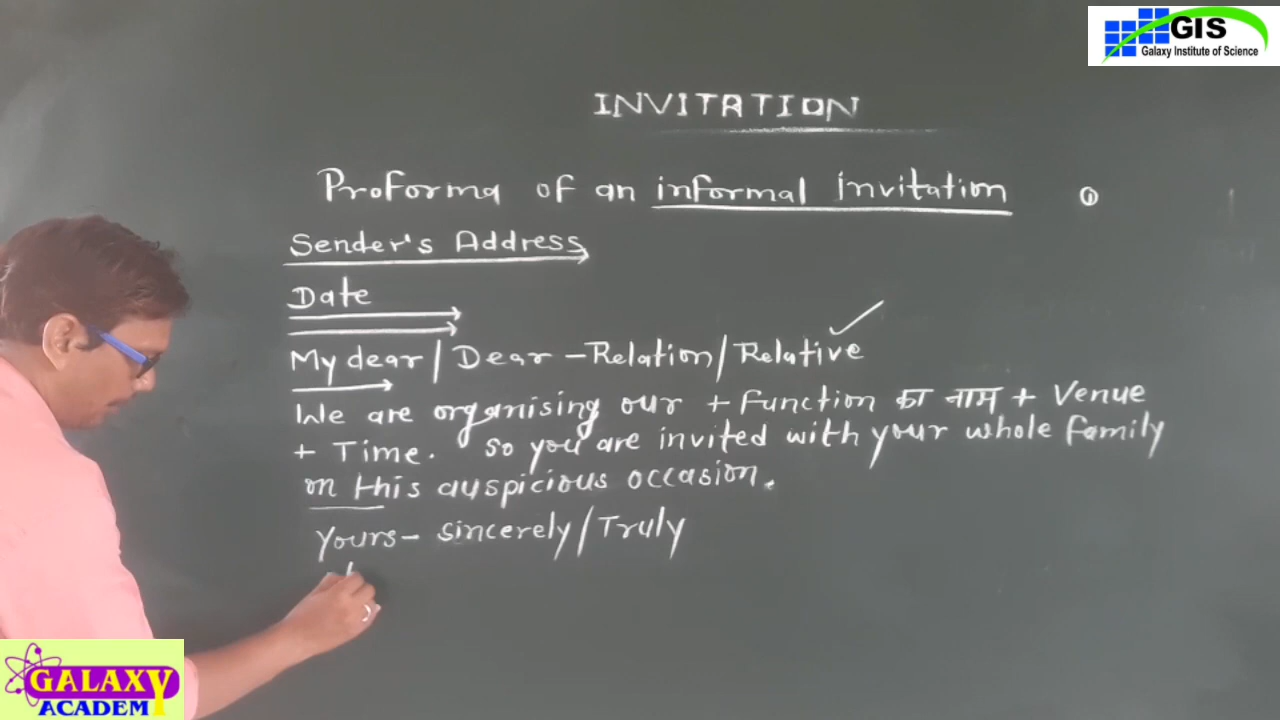 GIS
Galaxy Institute of Science
INVITATION
Proforma of an informal invitation ①
Sender's Address
Date
My dear / Dear - Relation / Relative
We are organising our + Function का नाम + Venue
+ Time. So you are invited with your whole family
on this auspicious occasion.
Yours - sincerely / Truly
GALAXY
ACADEM